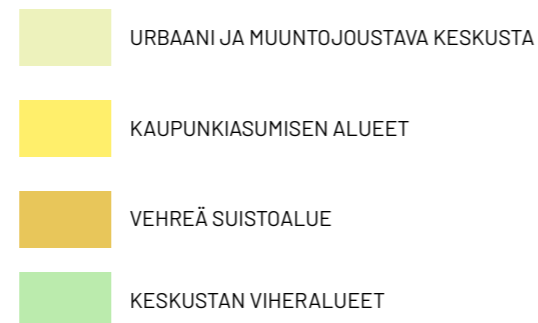 URBAANI JA MUUNTOJOUSTAVA KESKUSTA
KAUPUNKIASUMISEN ALUEET
VEHREÄ SUISTOALUE
KESKUSTAN VIHERALUEET